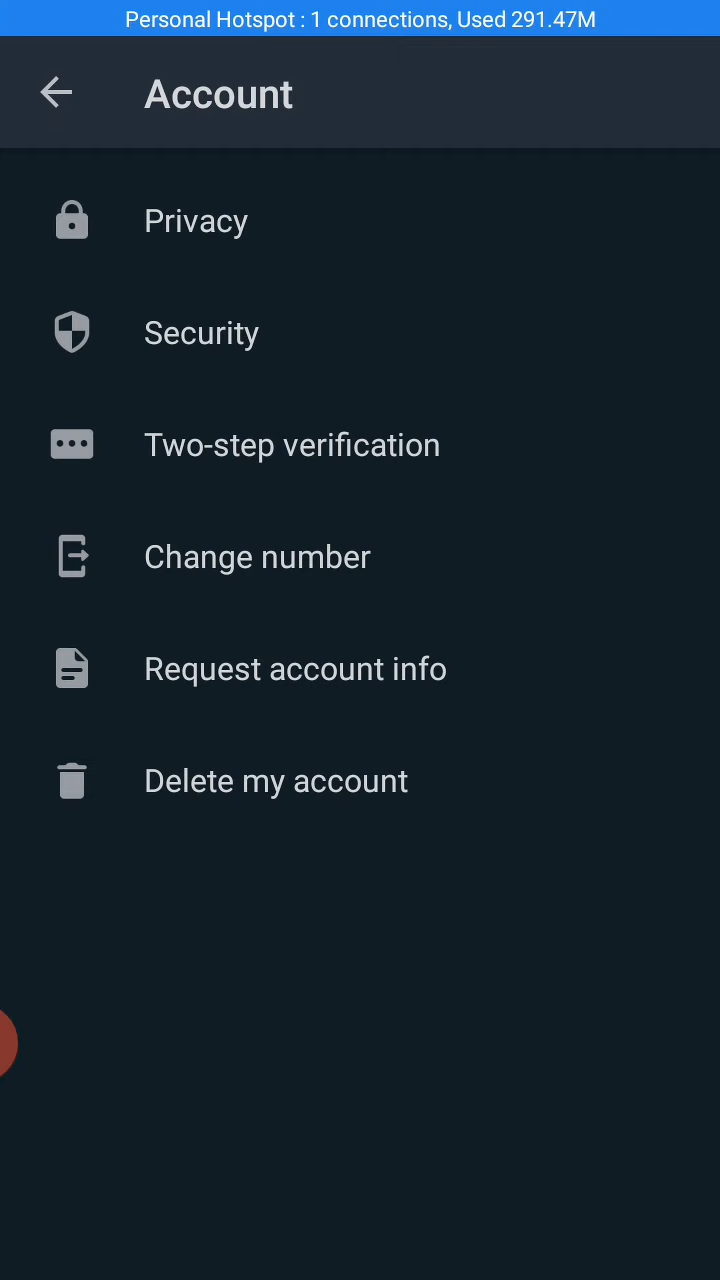 Personal Hotspot : 1 connections, Used 291.47M
Account
Privacy
Security
Two-step verification
Change number
Request account info
Delete my account